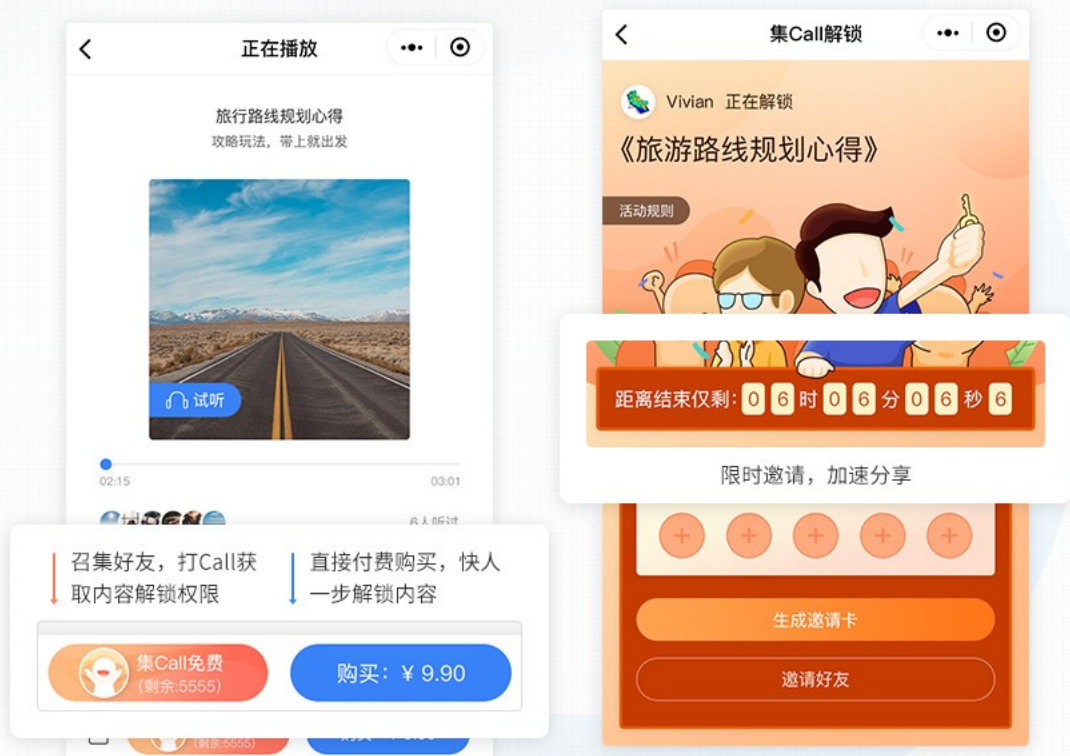 正在播放
旅行路线规划心得
攻略玩法，带上就出发
试听
02:15
03:01
6人听过
召集好友，打Call获
取内容解锁权限
直接付费购买，快人
一步解锁内容
集Call免费
(剩余:5555)
购买：¥ 9.90
(剩余:5555)
集Call解锁
Vivian 正在解锁
《旅游路线规划心得》
活动规则
距离结束仅剩：06时06分06秒6
限时邀请，加速分享
生成邀请卡
邀请好友